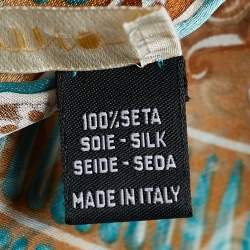 100%SETA
SOIE - SILK
SEIDE - SEDA
MADE IN ITALY